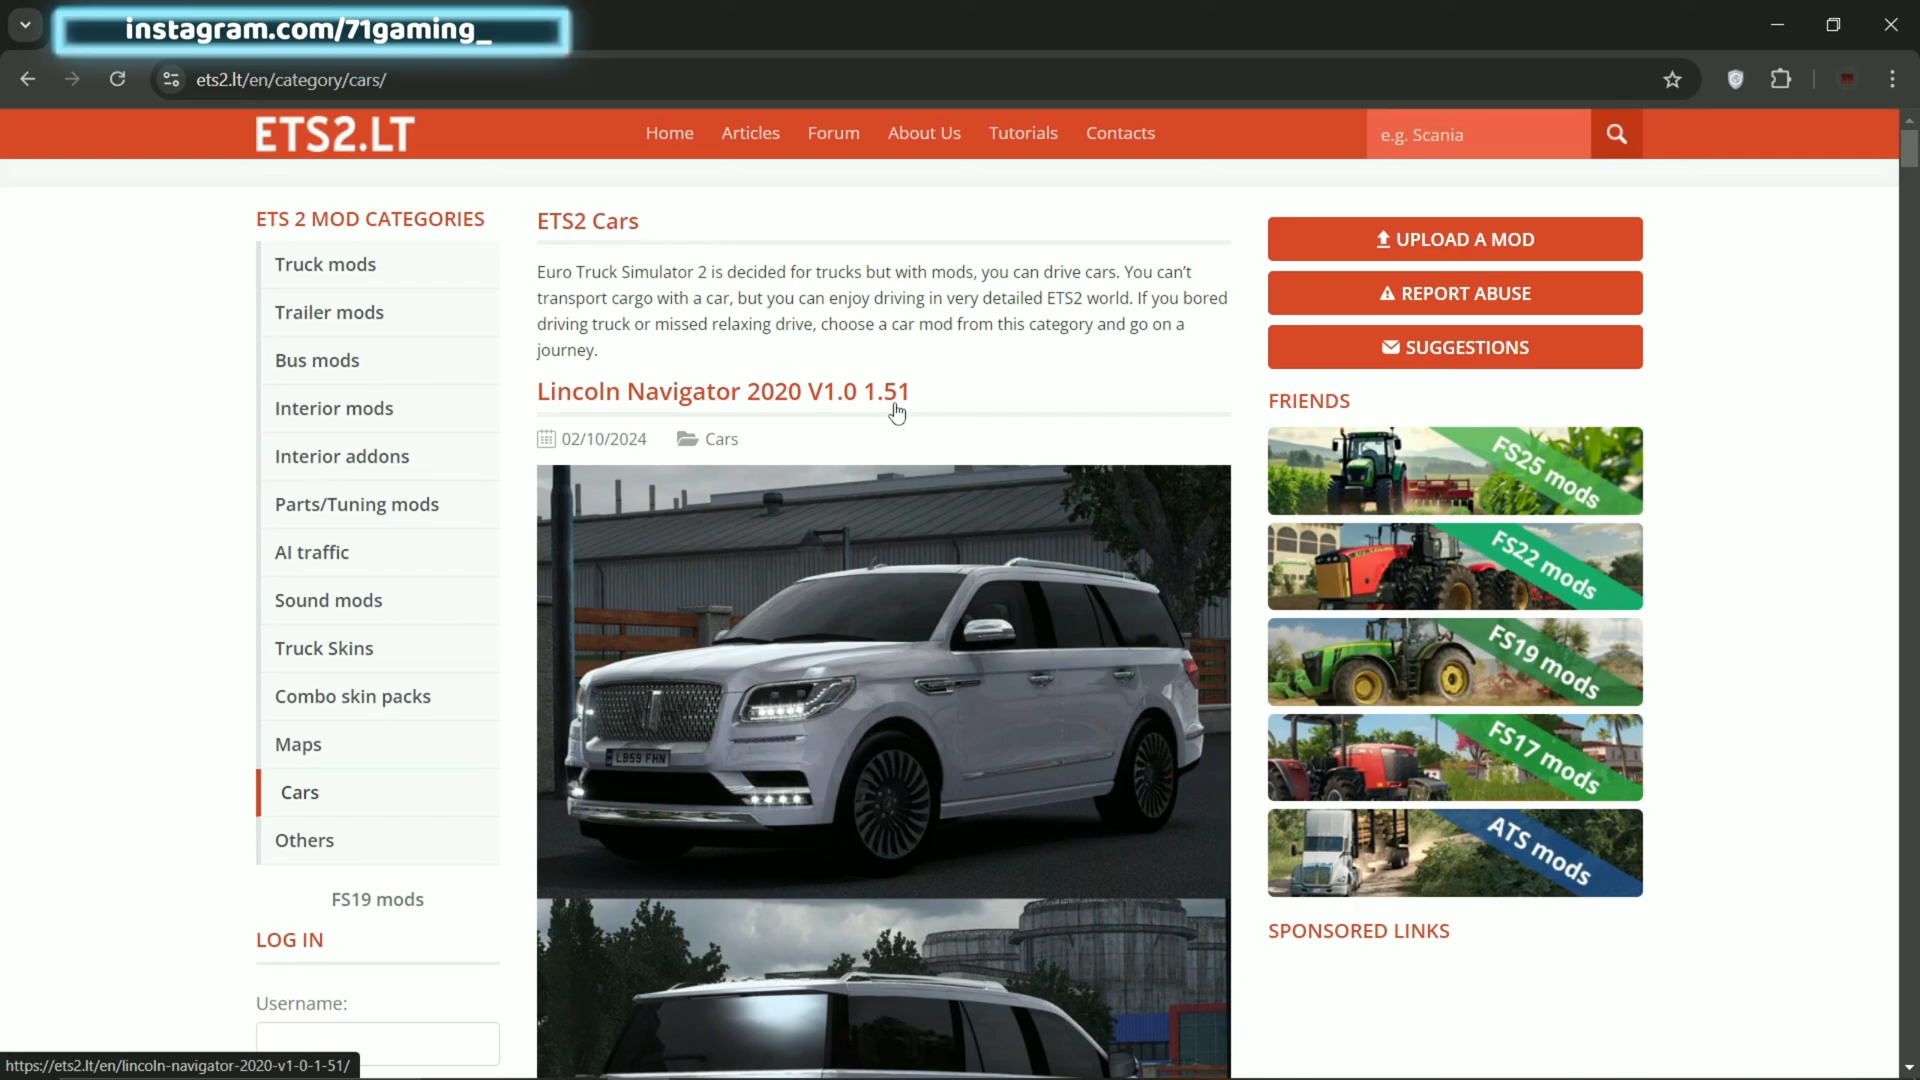 instagram.com/71gaming_
ets2.lt/en/category/cars/
ETS2.LT
Home
Articles
Forum
About Us
Tutorials
Contacts
e.g. Scania
ETS 2 MOD CATEGORIES
Truck mods
Trailer mods
Bus mods
Interior mods
Interior addons
Parts/Tuning mods
AI traffic
Sound mods
Truck Skins
Combo skin packs
Maps
Cars
Others
FS19 mods
LOG IN
Username:
ETS2 Cars
Euro Truck Simulator 2 is decided for trucks but with mods, you can drive cars. You can't
transport cargo with a car, but you can enjoy driving in very detailed ETS2 world. If you bored
driving truck or missed relaxing drive, choose a car mod from this category and go on a
journey.
Lincoln Navigator 2020 V1.0 1.51
02/10/2024
Cars
LB59 FHN
UPLOAD A MOD
REPORT ABUSE
SUGGESTIONS
FRIENDS
FS25 mods
FS22 mods
FS19 mods
FS17 mods
ATS mods
SPONSORED LINKS
https://ets2.lt/en/lincoln-navigator-2020-v1-0-1-51/